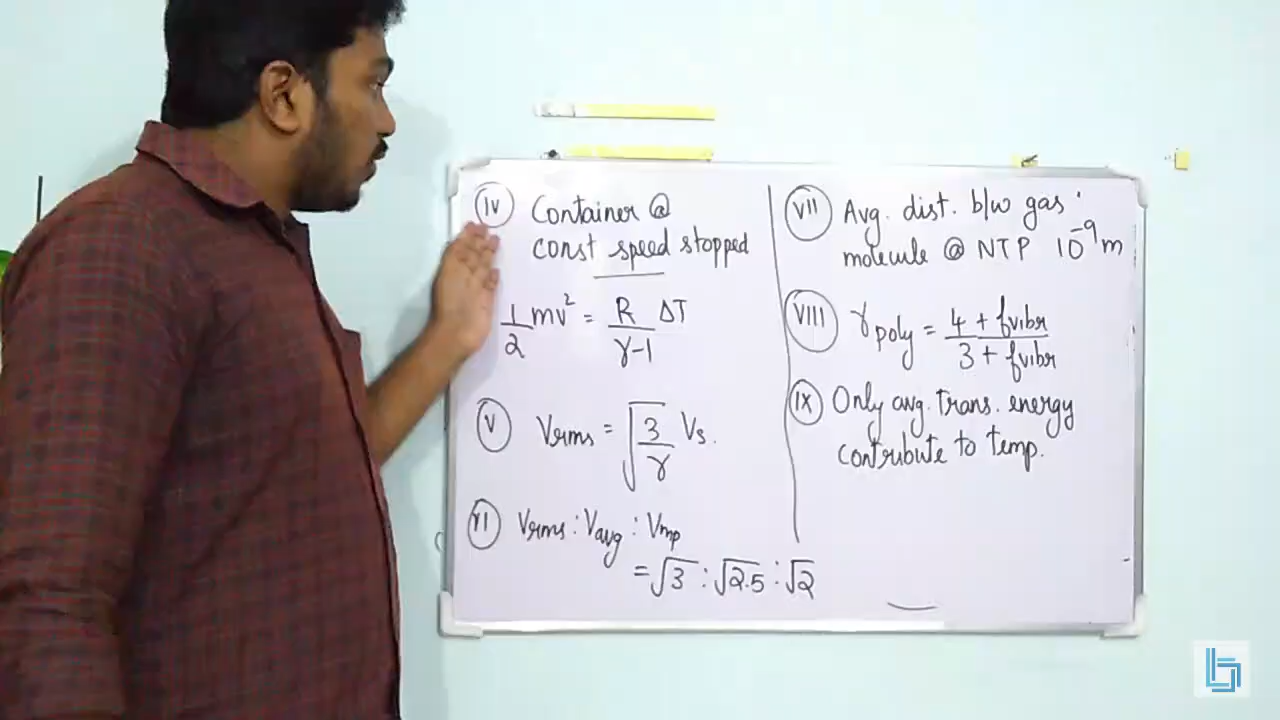 iv Container @
const speed stopped
1/2 mv² = R/γ-1 ΔT
v Vrms = √3/γ Vs.
vi Vrms : Vavg : Vmp
= √3 : √2.5 : √2
vii Avg. dist. b/w gas
molecule @ NTP 10⁻⁹m
viii γpoly = 4 + fvibr / 3 + fvibr
ix Only avg. trans. energy
contribute to temp.